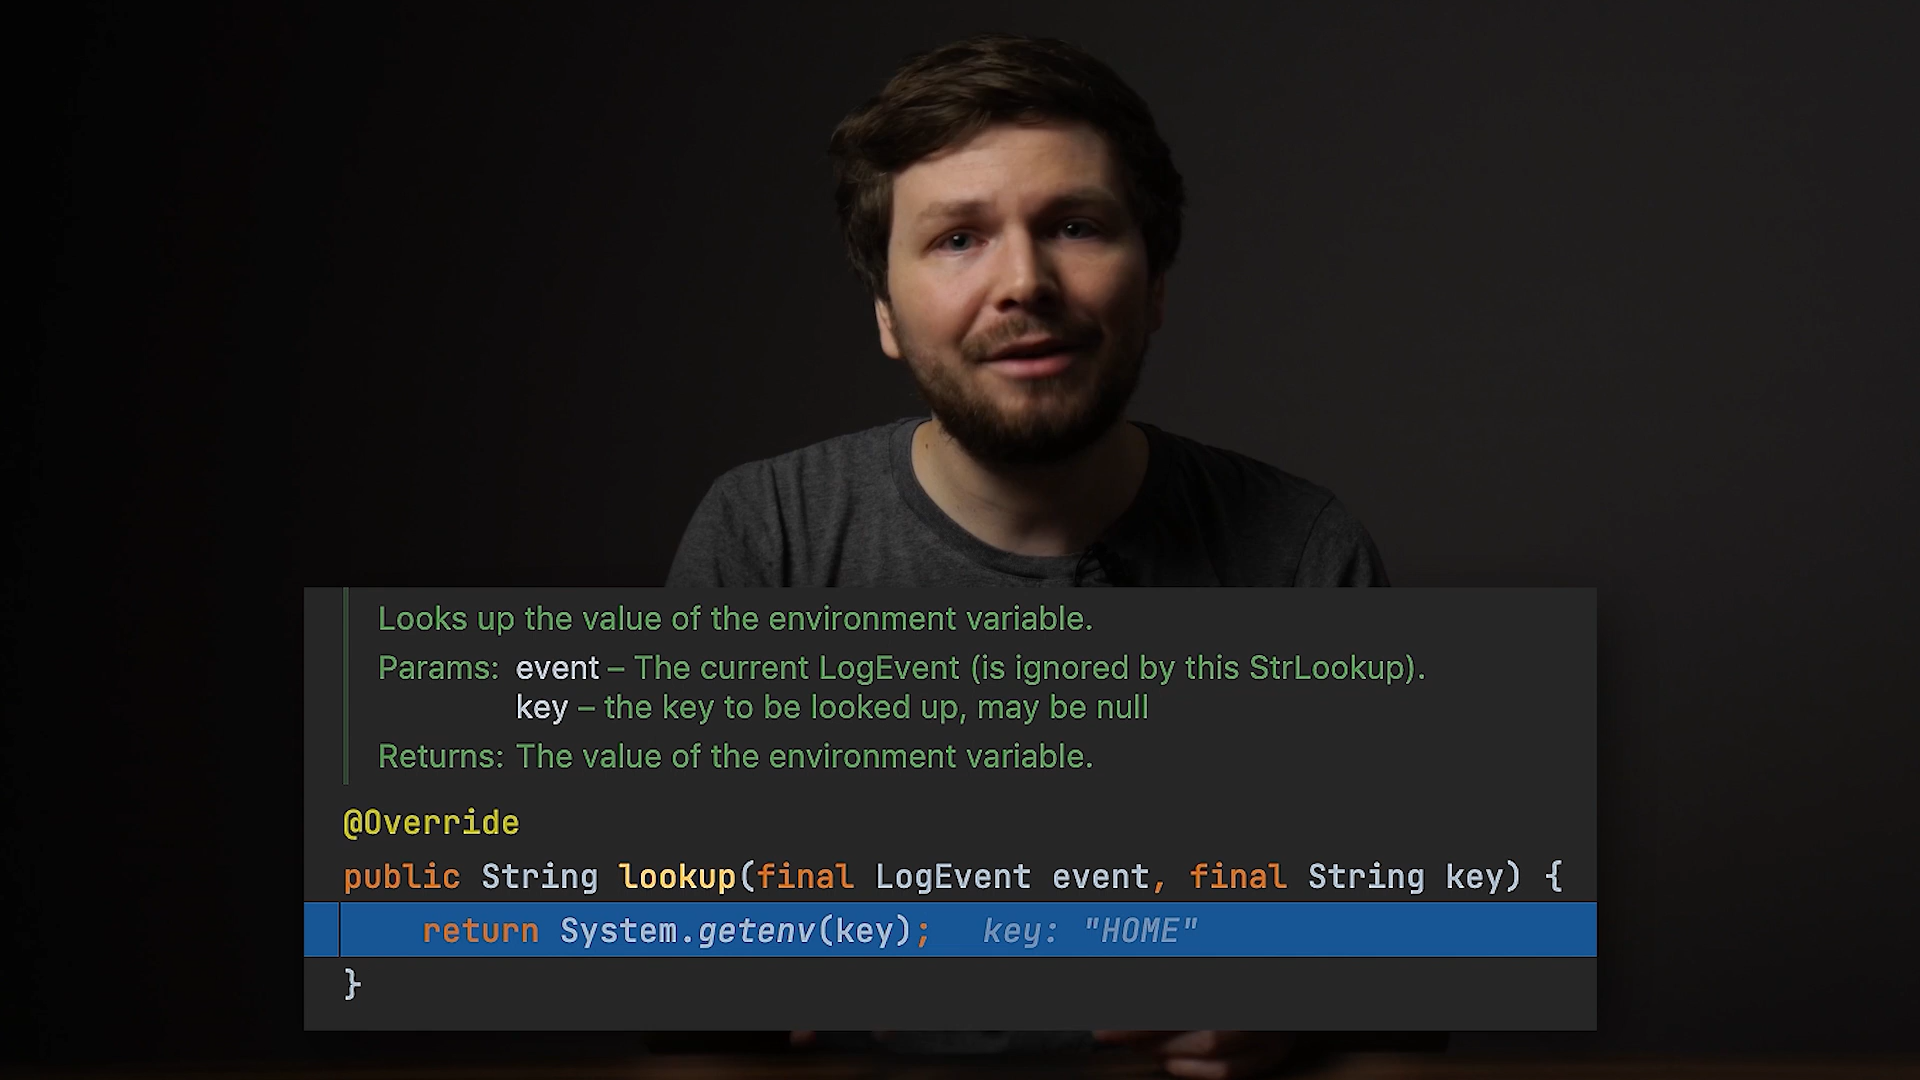 Looks up the value of the environment variable.
Params: event – The current LogEvent (is ignored by this StrLookup).
key – the key to be looked up, may be null
Returns: The value of the environment variable.
@Override
public String lookup(final LogEvent event, final String key) {
return System.getenv(key); key: "HOME"
}